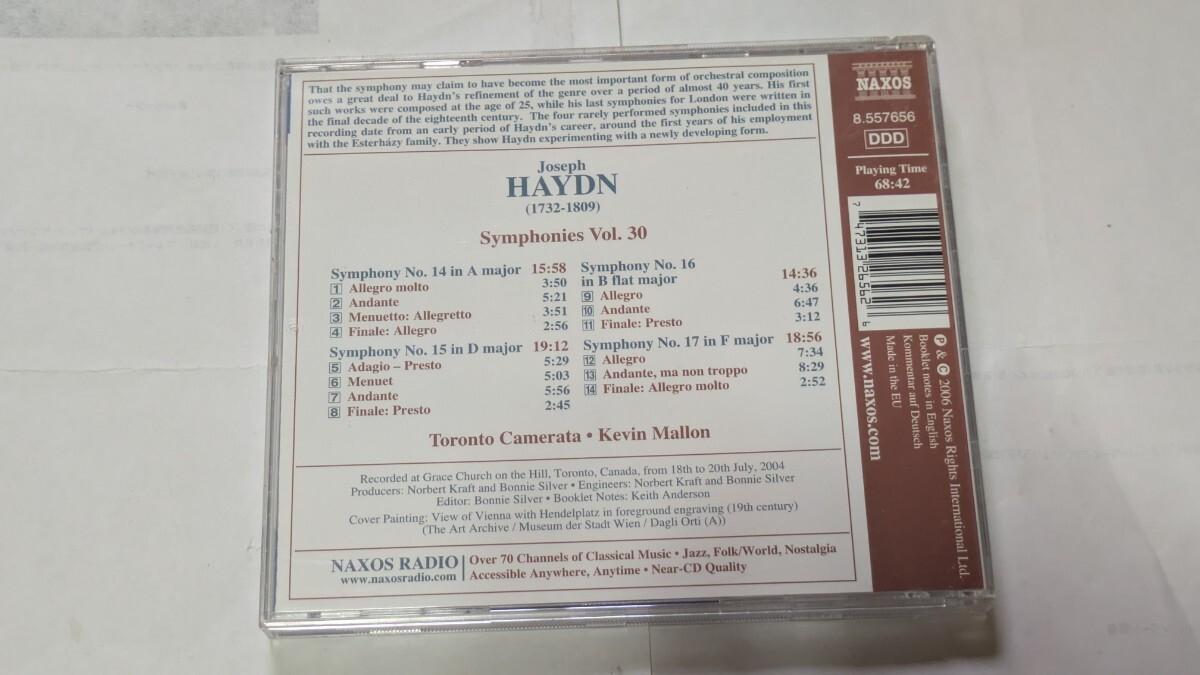 That the symphony may claim to have become the most important form of orchestral composition
owes a great deal to Haydn's refinement of the genre over a period of almost 40 years. His first
such works were composed at the age of 25, while his last symphonies for London were written in
the final decade of the eighteenth century. The four rarely performed symphonies included in this
recording date from an early period of Haydn's career, around the first years of his employment
with the Esterházy family. They show Haydn experimenting with a newly developing form.
Joseph
HAYDN
(1732-1809)
Symphonies Vol. 30
Symphony No. 14 in A major 15:58
1 Allegro molto 3:50
2 Andante 5:21
3 Menuetto: Allegretto 3:51
4 Finale: Allegro 2:56
Symphony No. 15 in D major 19:12
5 Adagio – Presto 5:29
6 Menuet 5:03
7 Andante 5:56
8 Finale: Presto 2:45
Symphony No. 16
in B flat major 14:36
9 Allegro 4:36
10 Andante 6:47
11 Finale: Presto 3:12
Symphony No. 17 in F major 18:56
12 Allegro 7:34
13 Andante, ma non troppo 8:29
14 Finale: Allegro molto 2:52
Toronto Camerata • Kevin Mallon
Recorded at Grace Church on the Hill, Toronto, Canada, from 18th to 20th July, 2004
Producers: Norbert Kraft and Bonnie Silver • Engineers: Norbert Kraft and Bonnie Silver
Editor: Bonnie Silver • Booklet Notes: Keith Anderson
Cover Painting: View of Vienna with Hendelplatz in foreground engraving (19th century)
(The Art Archive / Museum der Stadt Wien / Dagli Orti (A))
NAXOS RADIO
www.naxosradio.com
Over 70 Channels of Classical Music • Jazz, Folk/World, Nostalgia
Accessible Anywhere, Anytime • Near-CD Quality
NAXOS
8.557656
DDD
Playing Time
68:42
7 47313 26562 6
℗ & © 2006 Naxos Rights International Ltd.
Booklet notes in English
Kommentar auf Deutsch
Made in the EU
www.naxos.com